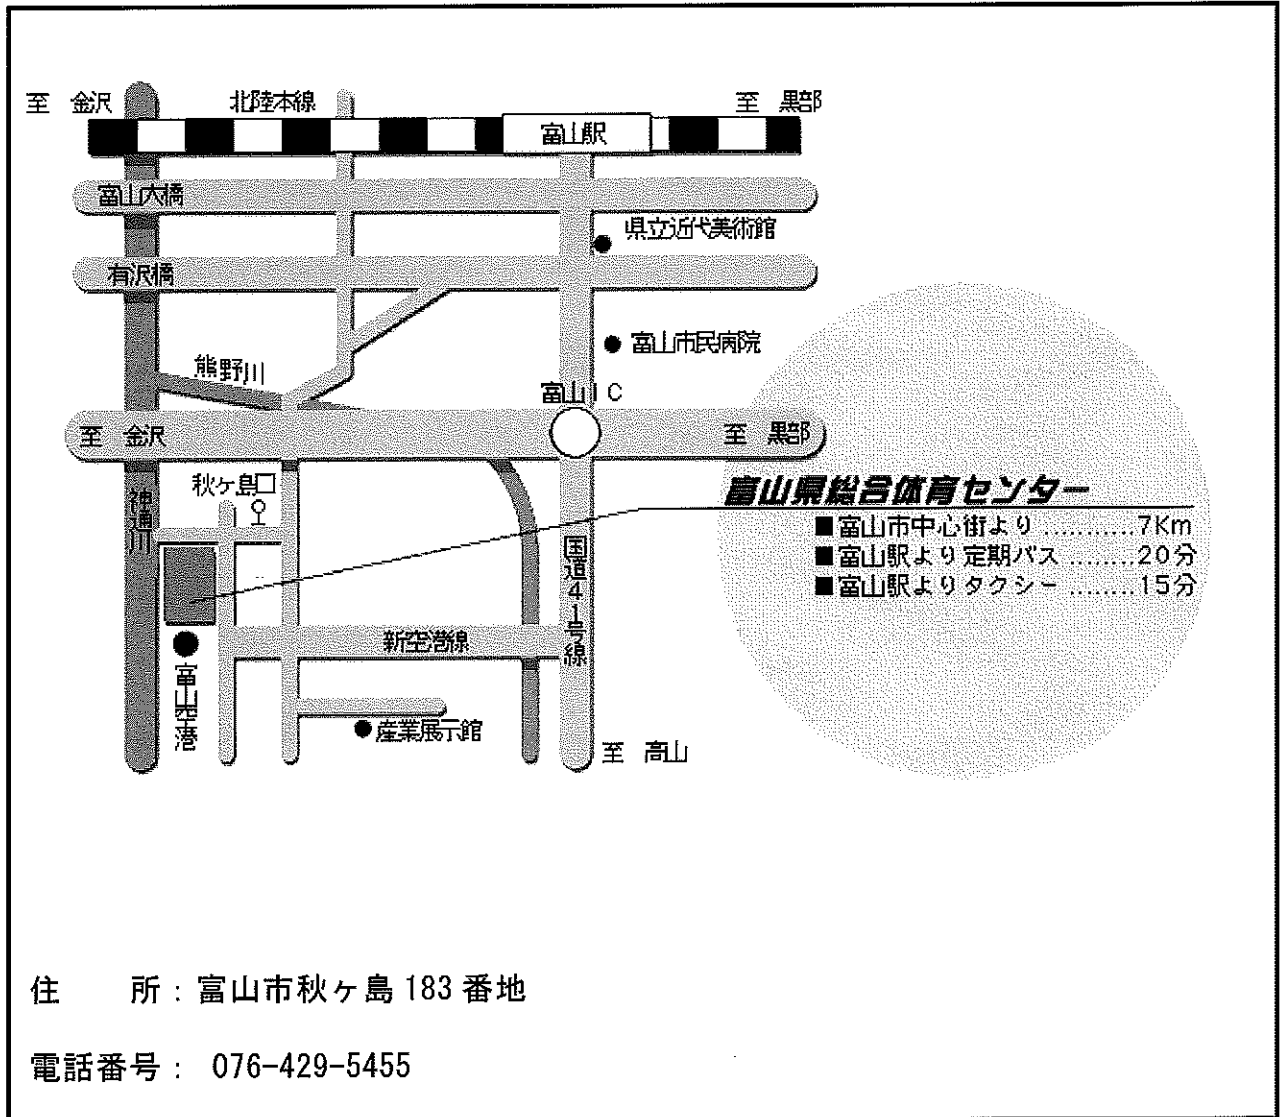 至 金沢
北陸本線
至 黒部
富山駅
富山大橋
県立近代美術館
有沢橋
富山市民病院
熊野川
富山IC
至 金沢
至 黒部
秋ヶ島口
神通川
富山県総合体育センター
■富山市中心街より ..........7Km
■富山駅より定期バス .......20分
■富山駅よりタクシー ........15分
国道41号線
新空港線
富山空港
産業展示館
至 高山
住　　所：富山市秋ヶ島 183 番地
電話番号： 076-429-5455